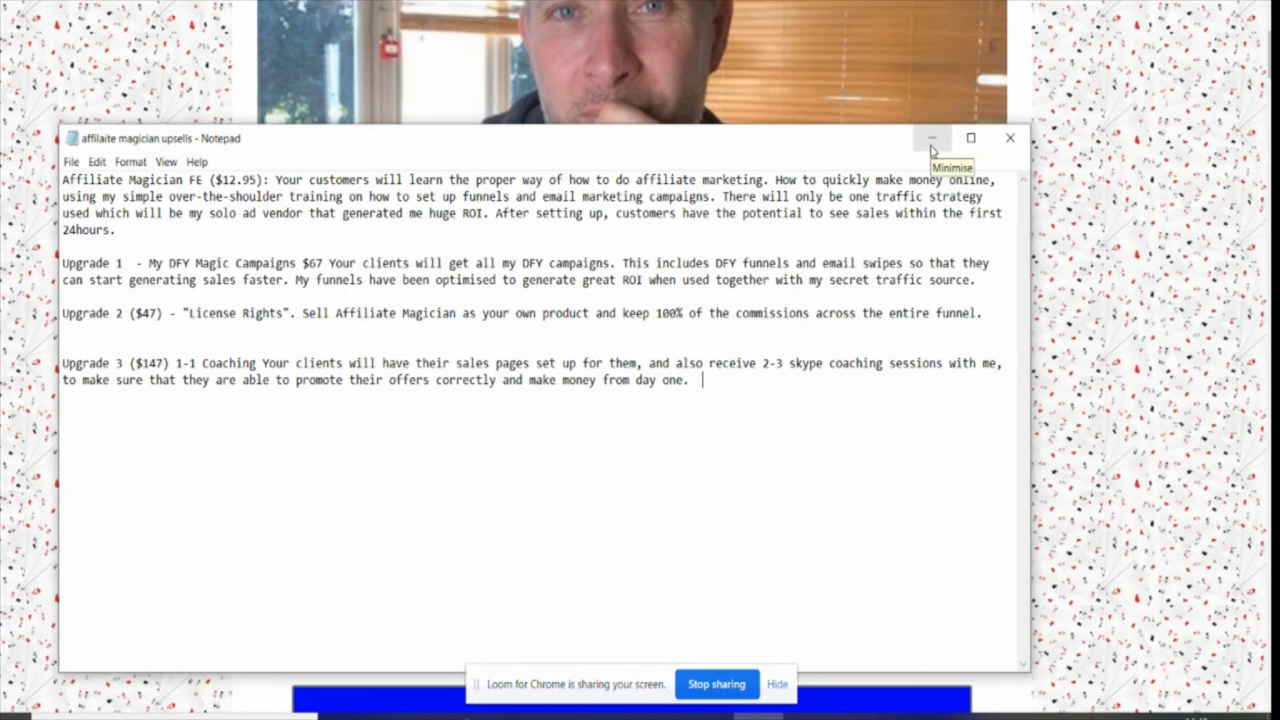 affilaite magician upsells - Notepad
File Edit Format View Help
Minimise
Affiliate Magician FE ($12.95): Your customers will learn the proper way of how to do affiliate marketing. How to quickly make money online,
using my simple over-the-shoulder training on how to set up funnels and email marketing campaigns. There will only be one traffic strategy
used which will be my solo ad vendor that generated me huge ROI. After setting up, customers have the potential to see sales within the first
24hours.
Upgrade 1 - My DFY Magic Campaigns $67 Your clients will get all my DFY campaigns. This includes DFY funnels and email swipes so that they
can start generating sales faster. My funnels have been optimised to generate great ROI when used together with my secret traffic source.
Upgrade 2 ($47) - "License Rights". Sell Affiliate Magician as your own product and keep 100% of the commissions across the entire funnel.
Upgrade 3 ($147) 1-1 Coaching Your clients will have their sales pages set up for them, and also receive 2-3 skype coaching sessions with me,
to make sure that they are able to promote their offers correctly and make money from day one.
Loom for Chrome is sharing your screen. Stop sharing Hide